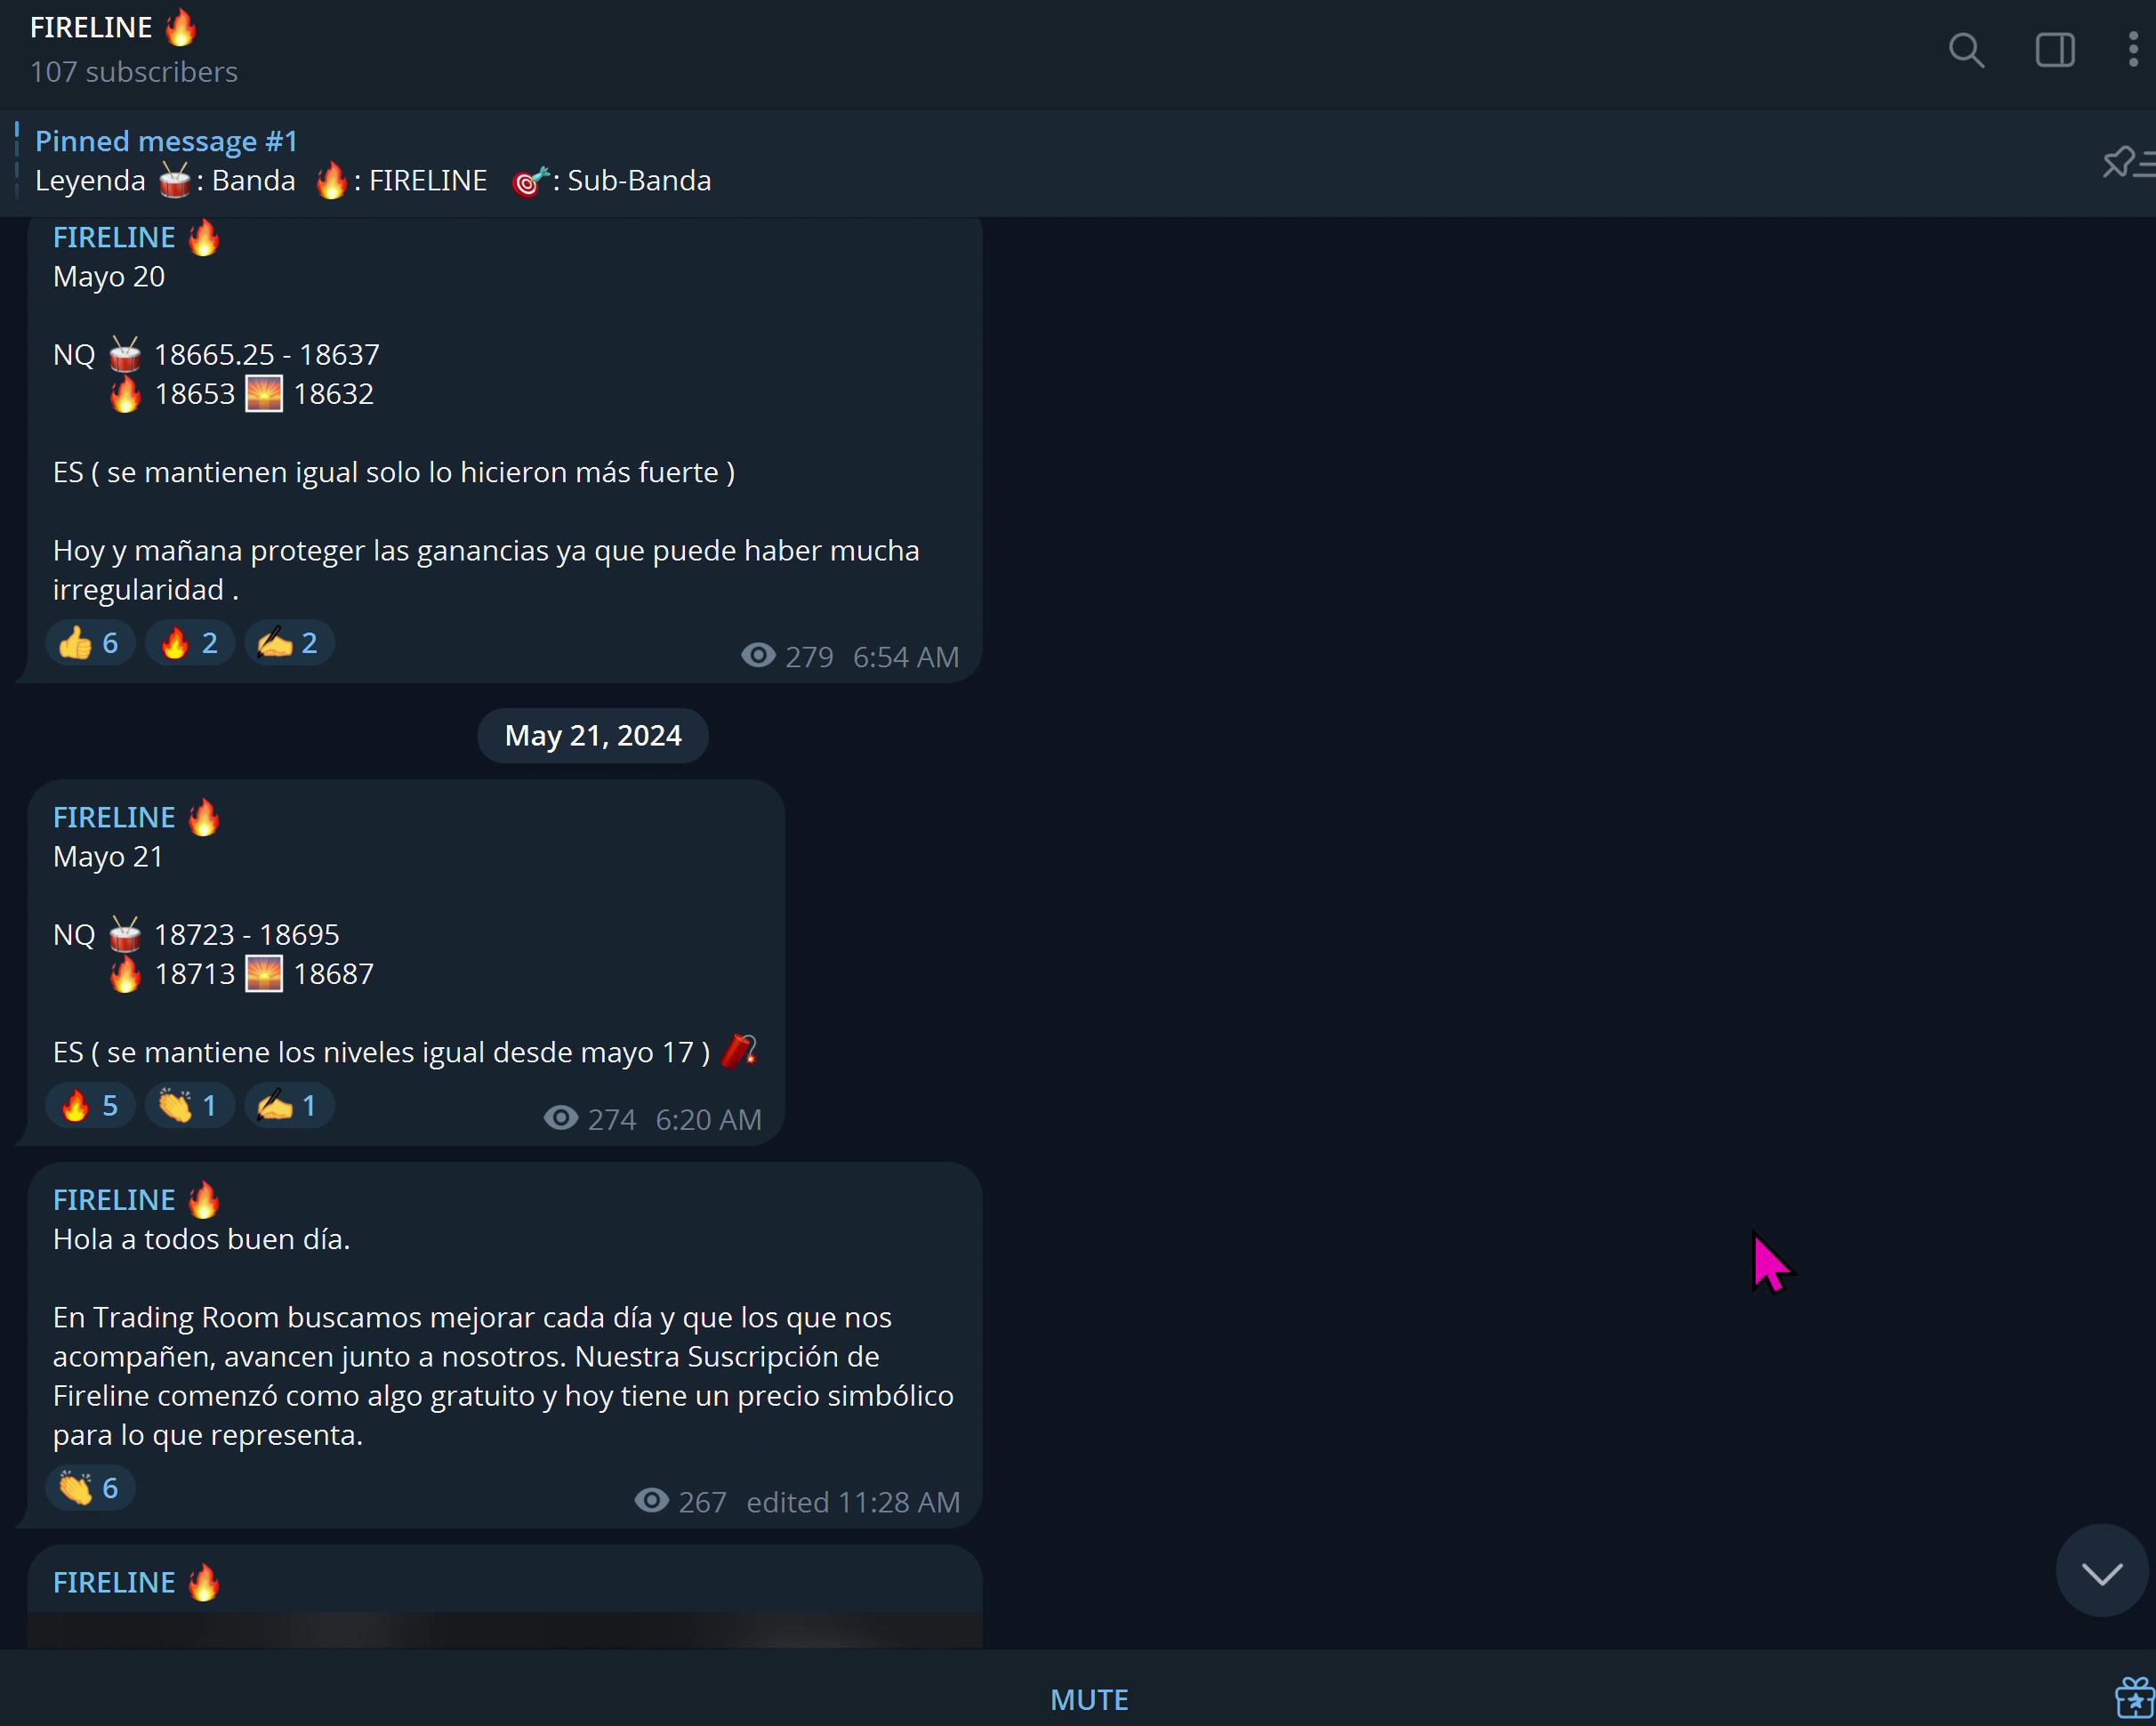 FIRELINE 🔥
107 subscribers
Pinned message #1
Leyenda 🥁: Banda 🔥: FIRELINE 🎯: Sub-Banda
FIRELINE 🔥
Mayo 20
NQ 🥁 18665.25 - 18637
🔥 18653 🌅 18632
ES ( se mantienen igual solo lo hicieron más fuerte )
Hoy y mañana proteger las ganancias ya que puede haber mucha
irregularidad .
👍 6 🔥 2 ✍ 2
279 6:54 AM
May 21, 2024
FIRELINE 🔥
Mayo 21
NQ 🥁 18723 - 18695
🔥 18713 🌅 18687
ES ( se mantiene los niveles igual desde mayo 17 ) 🧨
🔥 5 👏 1 ✍ 1
274 6:20 AM
FIRELINE 🔥
Hola a todos buen día.
En Trading Room buscamos mejorar cada día y que los que nos
acompañen, avancen junto a nosotros. Nuestra Suscripción de
Fireline comenzó como algo gratuito y hoy tiene un precio simbólico
para lo que representa.
👏 6
267 edited 11:28 AM
FIRELINE 🔥
MUTE